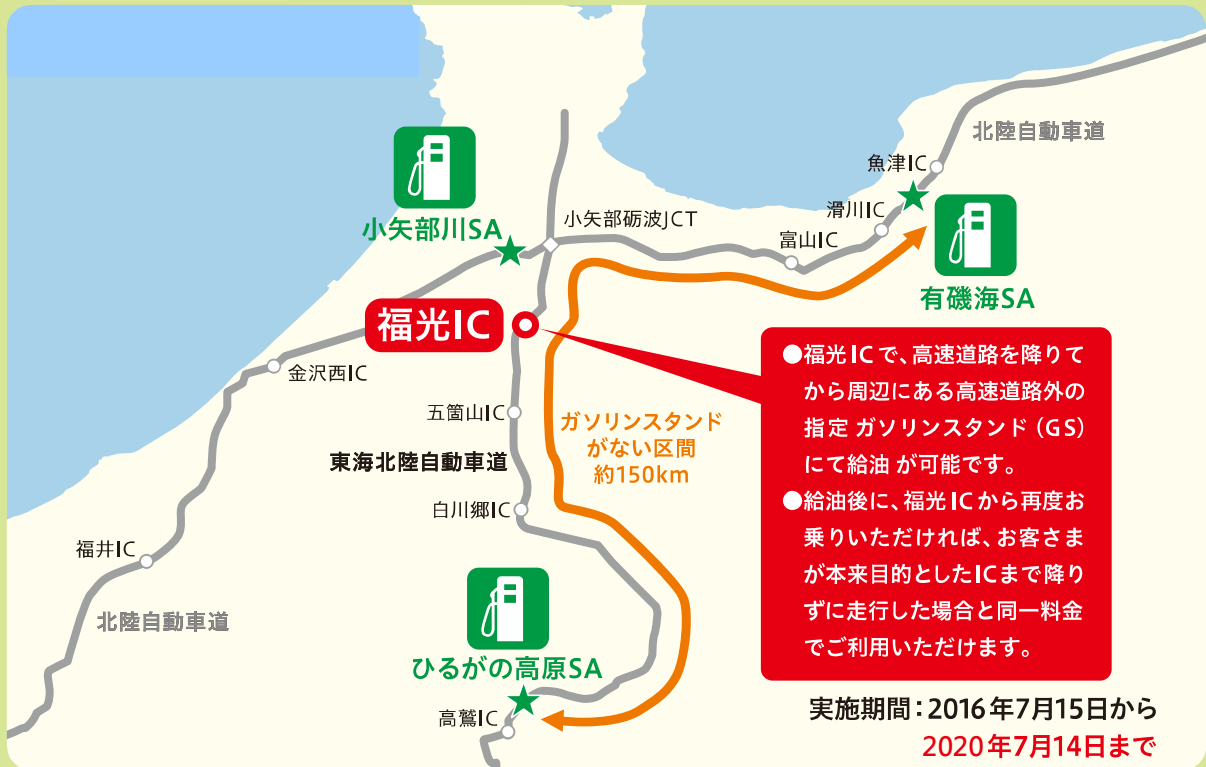 北陸自動車道
魚津IC
滑川IC
小矢部川SA
小矢部砺波JCT
富山IC
有磯海SA
福光IC
金沢西IC
五箇山IC
ガソリンスタンド
がない区間
約150km
東海北陸自動車道
白川郷IC
福井IC
北陸自動車道
ひるがの高原SA
高鷲IC
●福光ICで、高速道路を降りて
から周辺にある高速道路外の
指定 ガソリンスタンド（GS）
にて給油 が可能です。
●給油後に、福光ICから再度お
乗りいただければ、お客さま
が本来目的としたICまで降り
ずに走行した場合と同一料金
でご利用いただけます。
実施期間：2016年7月15日から
2020年7月14日まで